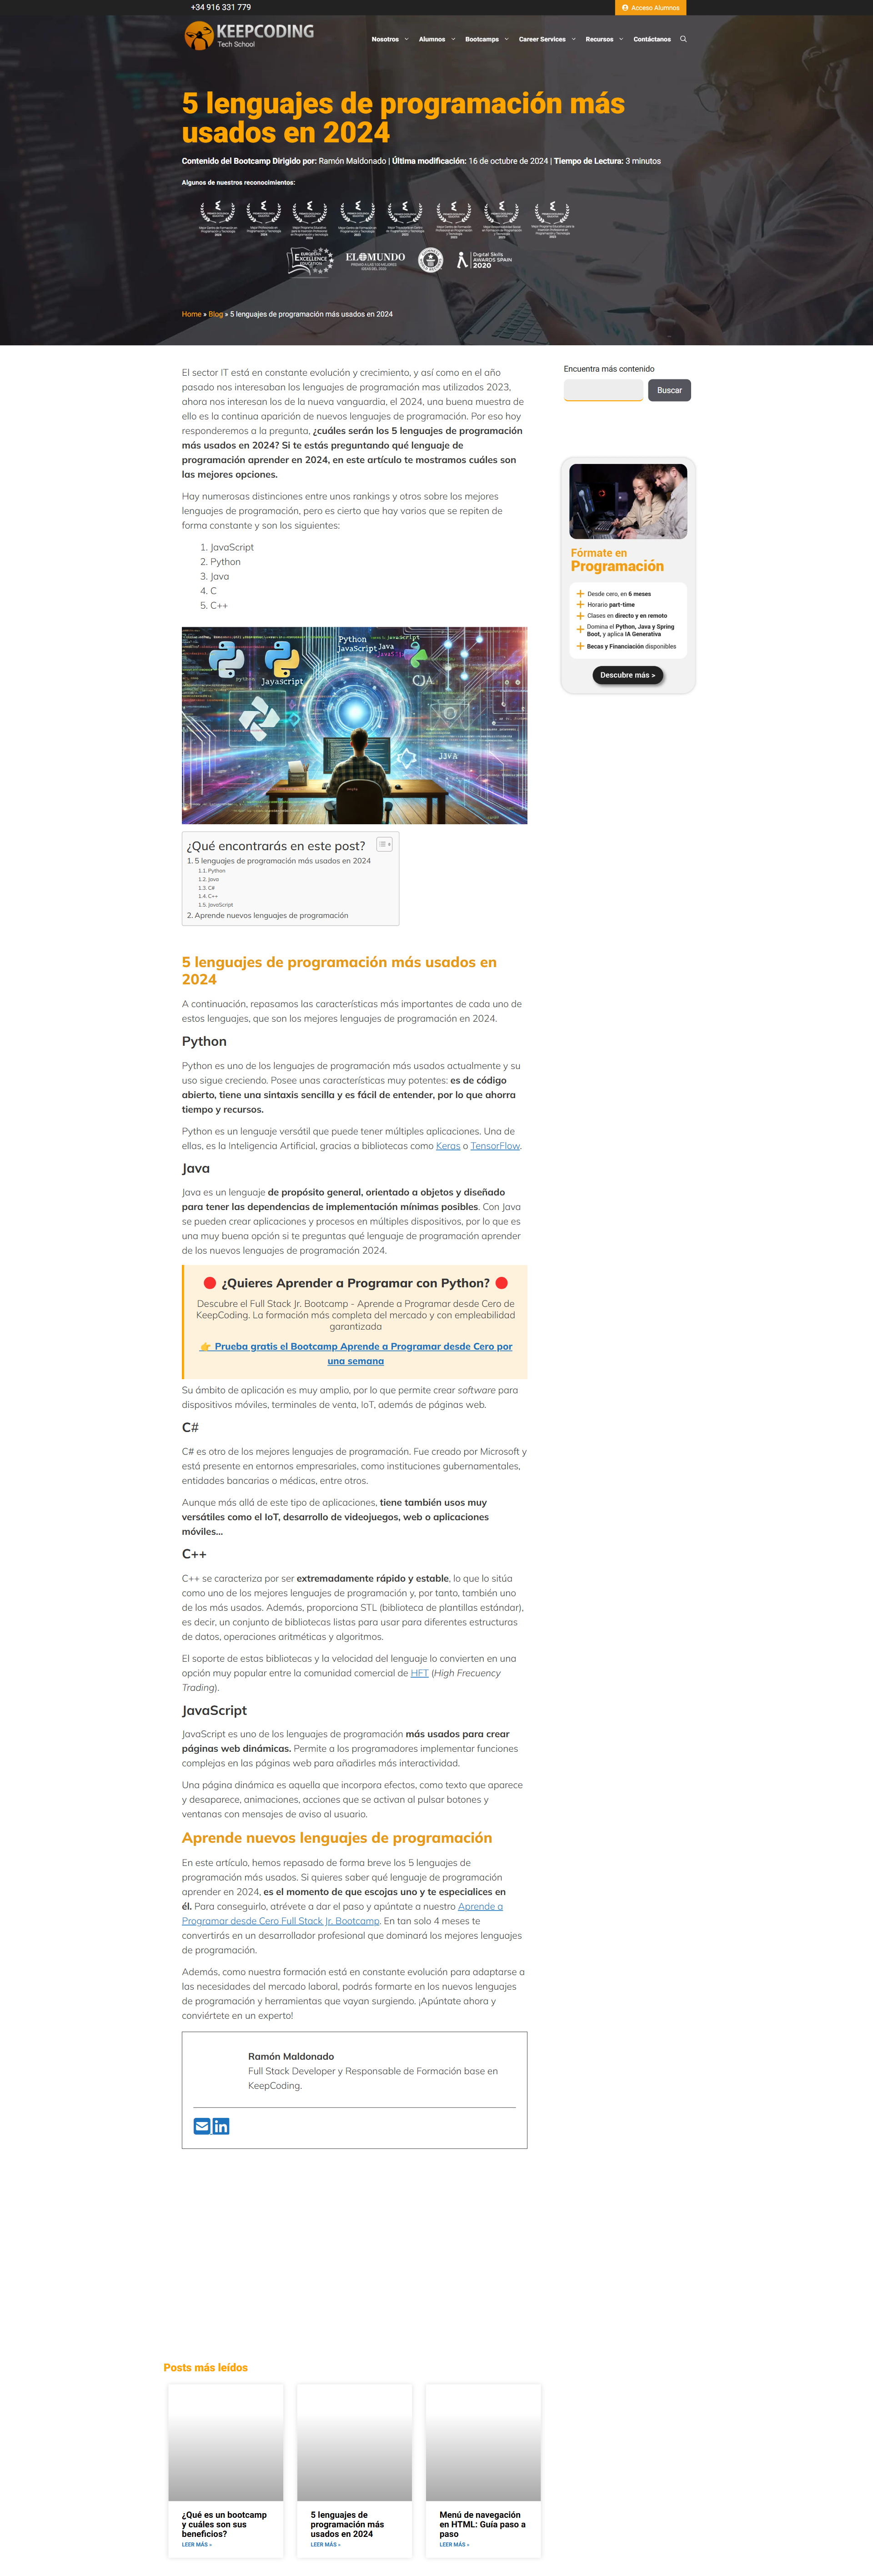 +34 916 331 779
Acceso Alumnos
KEEPCODING
Tech School
Nosotros
Alumnos
Bootcamps
Career Services
Recursos
Contáctanos
5 lenguajes de programación más
usados en 2024
Contenido del Bootcamp Dirigido por: Ramón Maldonado | Última modificación: 16 de octubre de 2024 | Tiempo de Lectura: 3 minutos
Algunos de nuestros reconocimientos:
EUROPEAN
EXCELLENCE
EDUCATION
EL MUNDO
Digital Skills
AWARDS SPAIN
2020
Home » Blog » 5 lenguajes de programación más usados en 2024
El sector IT está en constante evolución y crecimiento, y así como en el año
pasado nos interesaban los lenguajes de programación mas utilizados 2023,
ahora nos interesan los de la nueva vanguardia, el 2024, una buena muestra de
ello es la continua aparición de nuevos lenguajes de programación. Por eso hoy
responderemos a la pregunta, ¿cuáles serán los 5 lenguajes de programación
más usados en 2024? Si te estás preguntando qué lenguaje de
programación aprender en 2024, en este artículo te mostramos cuáles son
las mejores opciones.
Hay numerosas distinciones entre unos rankings y otros sobre los mejores
lenguajes de programación, pero es cierto que hay varios que se repiten de
forma constante y son los siguientes:
1. JavaScript
2. Python
3. Java
4. C
5. C++
Encuentra más contenido
Buscar
Fórmate en
Programación
Desde cero, en 6 meses
Horario part-time
Clases en directo y en remoto
Domina el Python, Java y Spring
Boot, y aplica IA Generativa
Becas y Financiación disponibles
Descubre más >
Python
JavaScript Java
python
Jayascript
JAVA
¿Qué encontrarás en este post?
1. 5 lenguajes de programación más usados en 2024
1.1. Python
1.2. Java
1.3. C#
1.4. C++
1.5. JavaScript
2. Aprende nuevos lenguajes de programación
5 lenguajes de programación más usados en
2024
A continuación, repasamos las características más importantes de cada uno de
estos lenguajes, que son los mejores lenguajes de programación en 2024.
Python
Python es uno de los lenguajes de programación más usados actualmente y su
uso sigue creciendo. Posee unas características muy potentes: es de código
abierto, tiene una sintaxis sencilla y es fácil de entender, por lo que ahorra
tiempo y recursos.
Python es un lenguaje versátil que puede tener múltiples aplicaciones. Una de
ellas, es la Inteligencia Artificial, gracias a bibliotecas como Keras o TensorFlow.
Java
Java es un lenguaje de propósito general, orientado a objetos y diseñado
para tener las dependencias de implementación mínimas posibles. Con Java
se pueden crear aplicaciones y procesos en múltiples dispositivos, por lo que es
una muy buena opción si te preguntas qué lenguaje de programación aprender
de los nuevos lenguajes de programación 2024.
🔴 ¿Quieres Aprender a Programar con Python? 🔴
Descubre el Full Stack Jr. Bootcamp - Aprende a Programar desde Cero de
KeepCoding. La formación más completa del mercado y con empleabilidad
garantizada
👉 Prueba gratis el Bootcamp Aprende a Programar desde Cero por
una semana
Su ámbito de aplicación es muy amplio, por lo que permite crear software para
dispositivos móviles, terminales de venta, IoT, además de páginas web.
C#
C# es otro de los mejores lenguajes de programación. Fue creado por Microsoft y
está presente en entornos empresariales, como instituciones gubernamentales,
entidades bancarias o médicas, entre otros.
Aunque más allá de este tipo de aplicaciones, tiene también usos muy
versátiles como el IoT, desarrollo de videojuegos, web o aplicaciones
móviles…
C++
C++ se caracteriza por ser extremadamente rápido y estable, lo que lo sitúa
como uno de los mejores lenguajes de programación y, por tanto, también uno
de los más usados. Además, proporciona STL (biblioteca de plantillas estándar),
es decir, un conjunto de bibliotecas listas para usar para diferentes estructuras
de datos, operaciones aritméticas y algoritmos.
El soporte de estas bibliotecas y la velocidad del lenguaje lo convierten en una
opción muy popular entre la comunidad comercial de HFT (High Frecuency
Trading).
JavaScript
JavaScript es uno de los lenguajes de programación más usados para crear
páginas web dinámicas. Permite a los programadores implementar funciones
complejas en las páginas web para añadirles más interactividad.
Una página dinámica es aquella que incorpora efectos, como texto que aparece
y desaparece, animaciones, acciones que se activan al pulsar botones y
ventanas con mensajes de aviso al usuario.
Aprende nuevos lenguajes de programación
En este artículo, hemos repasado de forma breve los 5 lenguajes de
programación más usados. Si quieres saber qué lenguaje de programación
aprender en 2024, es el momento de que escojas uno y te especialices en
él. Para conseguirlo, atrévete a dar el paso y apúntate a nuestro Aprende a
Programar desde Cero Full Stack Jr. Bootcamp. En tan solo 4 meses te
convertirás en un desarrollador profesional que dominará los mejores lenguajes
de programación.
Además, como nuestra formación está en constante evolución para adaptarse a
las necesidades del mercado laboral, podrás formarte en los nuevos lenguajes
de programación y herramientas que vayan surgiendo. ¡Apúntate ahora y
conviértete en un experto!
Ramón Maldonado
Full Stack Developer y Responsable de Formación base en
KeepCoding.
Posts más leídos
¿Qué es un bootcamp
y cuáles son sus
beneficios?
LEER MÁS »
5 lenguajes de
programación más
usados en 2024
LEER MÁS »
Menú de navegación
en HTML: Guía paso a
paso
LEER MÁS »